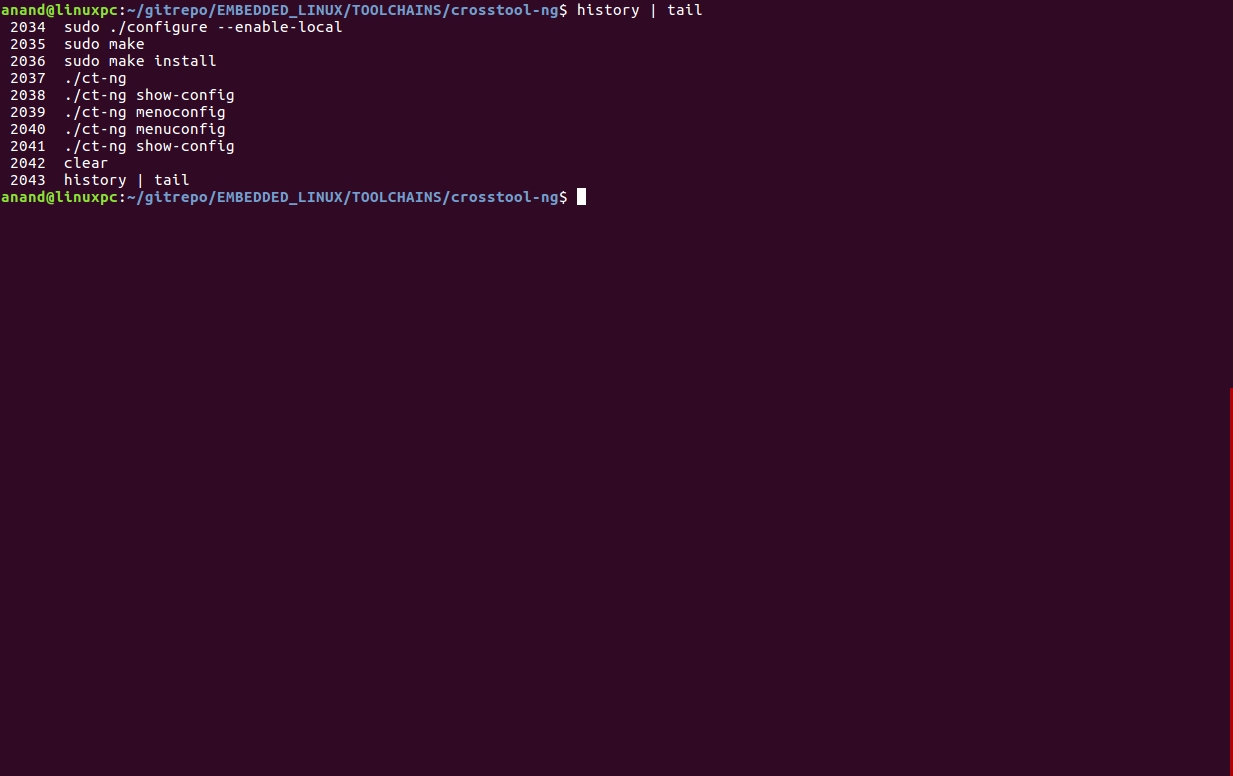 anand@linuxpc:~/gitrepo/EMBEDDED_LINUX/TOOLCHAINS/crosstool-ng$ history | tail
 2034  sudo ./configure --enable-local
 2035  sudo make
 2036  sudo make install
 2037  ./ct-ng
 2038  ./ct-ng show-config
 2039  ./ct-ng menoconfig
 2040  ./ct-ng menuconfig
 2041  ./ct-ng show-config
 2042  clear
 2043  history | tail
anand@linuxpc:~/gitrepo/EMBEDDED_LINUX/TOOLCHAINS/crosstool-ng$